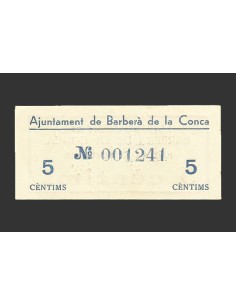 Ajuntament de Barberà de la Conca
№ 001241
5 5
CÈNTIMS CÈNTIMS